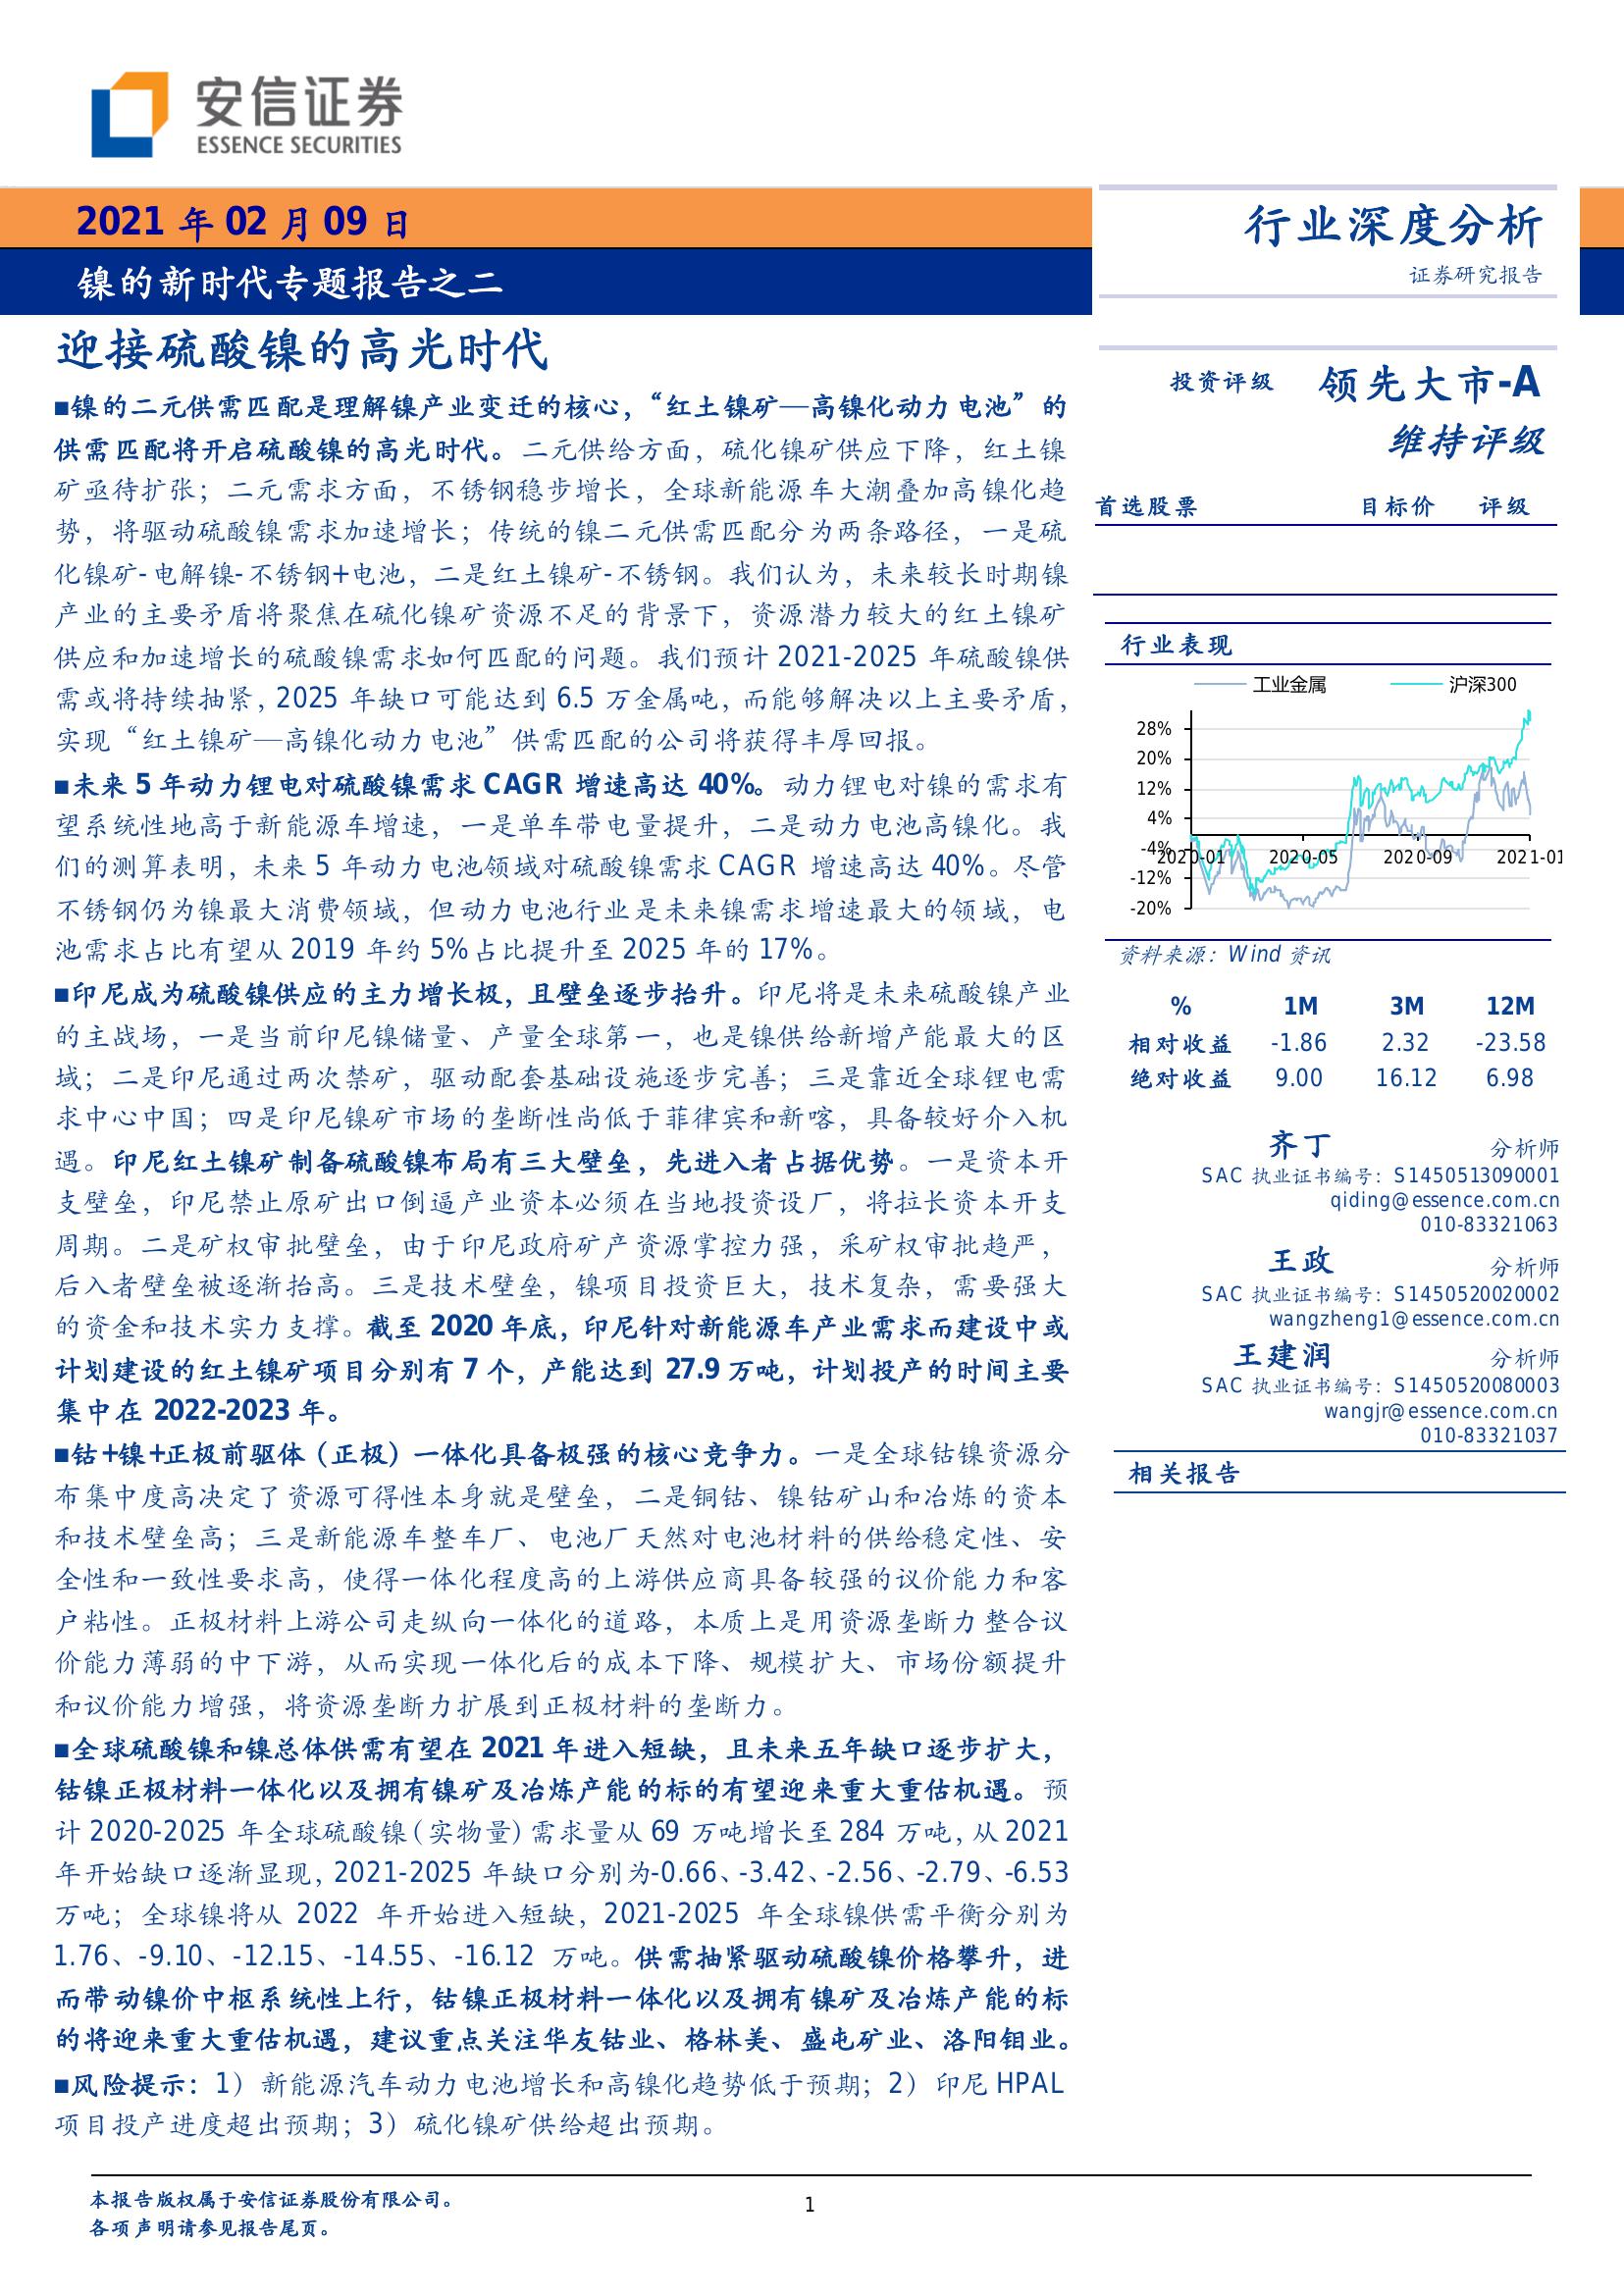 安信证券
ESSENCE SECURITIES
2021 年 02 月 09 日
镍的新时代专题报告之二
行业深度分析
证券研究报告
迎接硫酸镍的高光时代
■镍的二元供需匹配是理解镍产业变迁的核心，“红土镍矿—高镍化动力电池”的
供需匹配将开启硫酸镍的高光时代。二元供给方面，硫化镍矿供应下降，红土镍
矿亟待扩张；二元需求方面，不锈钢稳步增长，全球新能源车大潮叠加高镍化趋
势，将驱动硫酸镍需求加速增长；传统的镍二元供需匹配分为两条路径，一是硫
化镍矿-电解镍-不锈钢+电池，二是红土镍矿-不锈钢。我们认为，未来较长时期镍
产业的主要矛盾将聚焦在硫化镍矿资源不足的背景下，资源潜力较大的红土镍矿
供应和加速增长的硫酸镍需求如何匹配的问题。我们预计 2021-2025 年硫酸镍供
需或将持续抽紧，2025 年缺口可能达到 6.5 万金属吨，而能够解决以上主要矛盾，
实现“红土镍矿—高镍化动力电池”供需匹配的公司将获得丰厚回报。
■未来 5 年动力锂电对硫酸镍需求 CAGR 增速高达 40%。动力锂电对镍的需求有
望系统性地高于新能源车增速，一是单车带电量提升，二是动力电池高镍化。我
们的测算表明，未来 5 年动力电池领域对硫酸镍需求 CAGR 增速高达 40%。尽管
不锈钢仍为镍最大消费领域，但动力电池行业是未来镍需求增速最大的领域，电
池需求占比有望从 2019 年约 5%占比提升至 2025 年的 17%。
■印尼成为硫酸镍供应的主力增长极，且壁垒逐步抬升。印尼将是未来硫酸镍产业
的主战场，一是当前印尼镍储量、产量全球第一，也是镍供给新增产能最大的区
域；二是印尼通过两次禁矿，驱动配套基础设施逐步完善；三是靠近全球锂电需
求中心中国；四是印尼镍矿市场的垄断性尚低于菲律宾和新喀，具备较好介入机
遇。印尼红土镍矿制备硫酸镍布局有三大壁垒，先进入者占据优势。一是资本开
支壁垒，印尼禁止原矿出口倒逼产业资本必须在当地投资设厂，将拉长资本开支
周期。二是矿权审批壁垒，由于印尼政府矿产资源掌控力强，采矿权审批趋严，
后入者壁垒被逐渐抬高。三是技术壁垒，镍项目投资巨大，技术复杂，需要强大
的资金和技术实力支撑。截至 2020 年底，印尼针对新能源车产业需求而建设中或
计划建设的红土镍矿项目分别有 7 个，产能达到 27.9 万吨，计划投产的时间主要
集中在 2022-2023 年。
■钴+镍+正极前驱体（正极）一体化具备极强的核心竞争力。一是全球钴镍资源分
布集中度高决定了资源可得性本身就是壁垒，二是铜钴、镍钴矿山和冶炼的资本
和技术壁垒高；三是新能源车整车厂、电池厂天然对电池材料的供给稳定性、安
全性和一致性要求高，使得一体化程度高的上游供应商具备较强的议价能力和客
户粘性。正极材料上游公司走纵向一体化的道路，本质上是用资源垄断力整合议
价能力薄弱的中下游，从而实现一体化后的成本下降、规模扩大、市场份额提升
和议价能力增强，将资源垄断力扩展到正极材料的垄断力。
■全球硫酸镍和镍总体供需有望在 2021 年进入短缺，且未来五年缺口逐步扩大，
钴镍正极材料一体化以及拥有镍矿及冶炼产能的标的有望迎来重大重估机遇。预
计 2020-2025 年全球硫酸镍（实物量）需求量从 69 万吨增长至 284 万吨，从 2021
年开始缺口逐渐显现，2021-2025 年缺口分别为-0.66、-3.42、-2.56、-2.79、-6.53
万吨；全球镍将从 2022 年开始进入短缺，2021-2025 年全球镍供需平衡分别为
1.76、-9.10、-12.15、-14.55、-16.12 万吨。供需抽紧驱动硫酸镍价格攀升，进
而带动镍价中枢系统性上行，钴镍正极材料一体化以及拥有镍矿及冶炼产能的标
的将迎来重大重估机遇，建议重点关注华友钴业、格林美、盛屯矿业、洛阳钼业。
■风险提示：1）新能源汽车动力电池增长和高镍化趋势低于预期；2）印尼 HPAL
项目投产进度超出预期；3）硫化镍矿供给超出预期。
投资评级 领先大市-A
维持评级
首选股票 目标价 评级
行业表现
工业金属 沪深300
28%
20%
12%
4%
-4%
2020-01 2020-05 2020-09 2021-01
-12%
-20%
资料来源：Wind 资讯
% 1M 3M 12M
相对收益 -1.86 2.32 -23.58
绝对收益 9.00 16.12 6.98
齐丁 分析师
SAC 执业证书编号：S1450513090001
qiding@essence.com.cn
010-83321063
王政 分析师
SAC 执业证书编号：S1450520020002
wangzheng1@essence.com.cn
王建润 分析师
SAC 执业证书编号：S1450520080003
wangjr@essence.com.cn
010-83321037
相关报告
本报告版权属于安信证券股份有限公司。
各项声明请参见报告尾页。
1